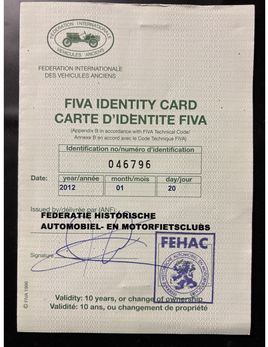 FEDERATION INTERNATIONALE
VEHICULES ANCIENS
FEDERATION INTERNATIONALE
DES VEHICULES ANCIENS
FIVA IDENTITY CARD
CARTE D'IDENTITE FIVA
(Appendix B in accordance with FIVA Technical Code/
Annexe B en accord avec le Code Technique FIVA)
Identification no/numéro d'identification
046796
Date: year/année month/mois day/jour
2012 01 20
Issued by/délivrée par (ANF)
FEDERATIE HISTORISCHE
AUTOMOBIEL- EN MOTORFIETSCLUBS
Signature
FEHAC
Validity: 10 years, or change of ownership
Validité: 10 ans, ou changement de propriété
© FIVA 1998